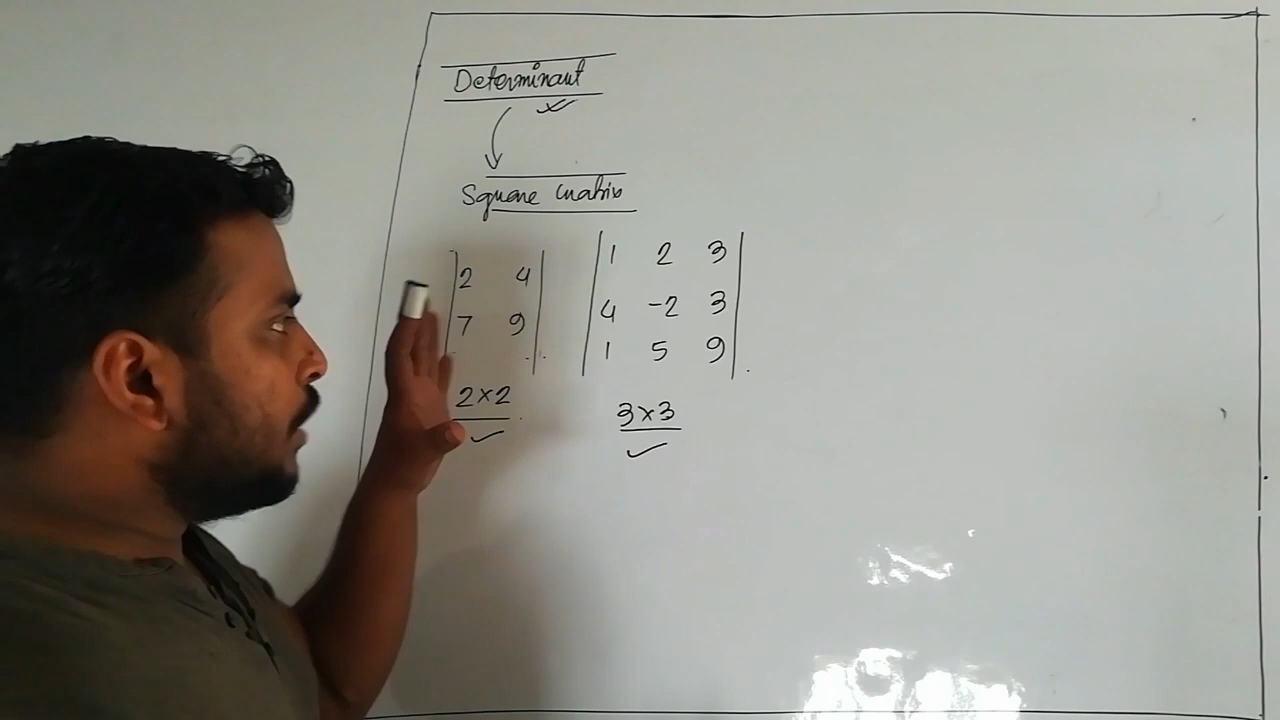 Determinant
Square matrix
|2 4|
|7 9|
2×2
|1 2 3|
|4 -2 3|
|1 5 9|
3×3